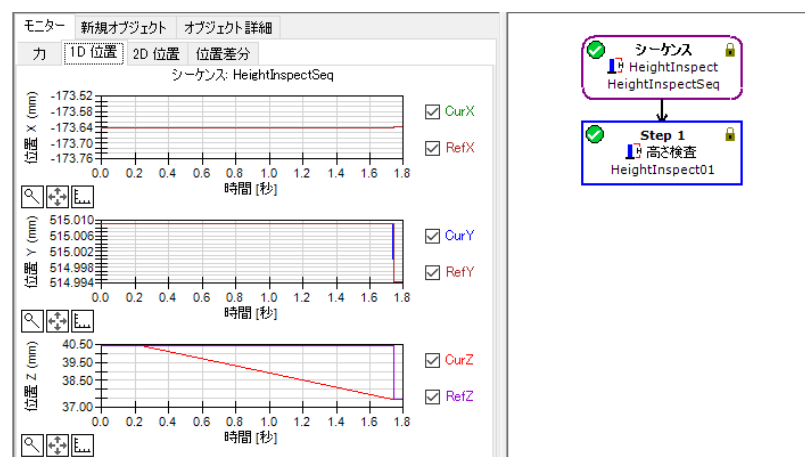 モニター 新規オブジェクト オブジェクト詳細
力 1D 位置 2D 位置 位置差分
シーケンス: HeightInspectSeq
位置 X (mm)
-173.52
-173.58
-173.64
-173.70
-173.76
0.0 0.2 0.4 0.6 0.8 1.0 1.2 1.4 1.6 1.8
時間 [秒]
CurX
RefX
位置 Y (mm)
515.010
515.006
515.002
514.998
514.994
0.0 0.2 0.4 0.6 0.8 1.0 1.2 1.4 1.6 1.8
時間 [秒]
CurY
RefY
位置 Z (mm)
40.50
39.50
38.50
37.00
0.0 0.2 0.4 0.6 0.8 1.0 1.2 1.4 1.6 1.8
時間 [秒]
CurZ
RefZ
シーケンス
H HeightInspect
HeightInspectSeq
Step 1
H 高さ検査
HeightInspect01